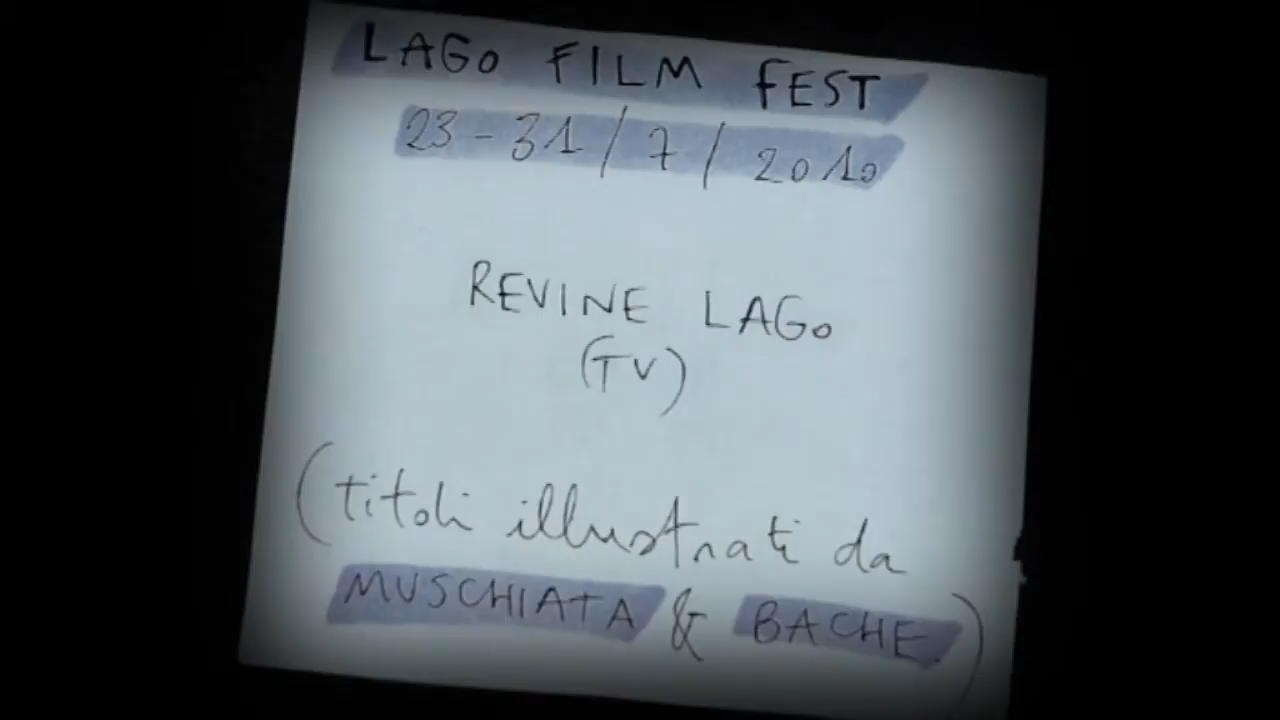 LAGO FILM FEST
23 - 31 / 7 / 2010
REVINE LAGO
(TV)
(titoli illustrati da
MUSCHIATA & BACHE.)